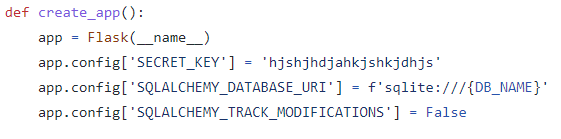 def create_app():
    app = Flask(__name__)
    app.config['SECRET_KEY'] = 'hjshjhdjahkjshkjdhjs'
    app.config['SQLALCHEMY_DATABASE_URI'] = f'sqlite:///{DB_NAME}'
    app.config['SQLALCHEMY_TRACK_MODIFICATIONS'] = False